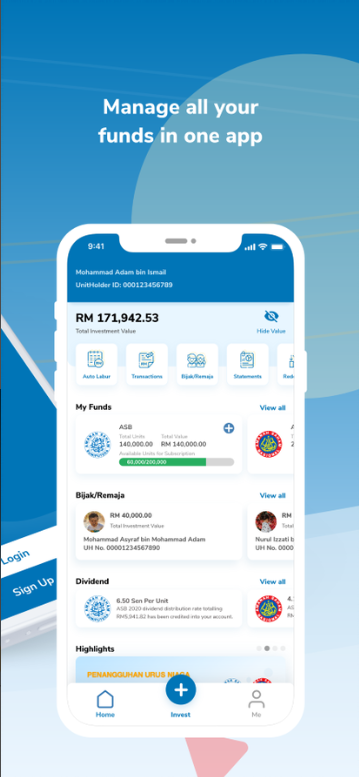 Manage all your
funds in one app
9:41
Mohammad Adam bin Ismail
UnitHolder ID: 000123456789
RM 171,942.53
Total Investment Value
Hide Value
Auto Labur
Transactions
Bijak/Remaja
Statements
My Funds
View all
ASB
Total Units
Total Value
140,000.00
RM 140,000.00
Available Units for Subscription
60,000/200,000
Bijak/Remaja
View all
RM 40,000.00
Total Investment Value
Mohammad Asyraf bin Mohammad Adam
UH No. 00001234567890
RM
Total
Nurul Izzati b
UH No. 0000
Dividend
View all
6.50 Sen Per Unit
ASB 2020 dividend distribution rate totalling
RM5,941.82 has been credited into your account.
Highlights
PENANGGUHAN URUS NIAGA
Home
Invest
Me
Login
Sign Up